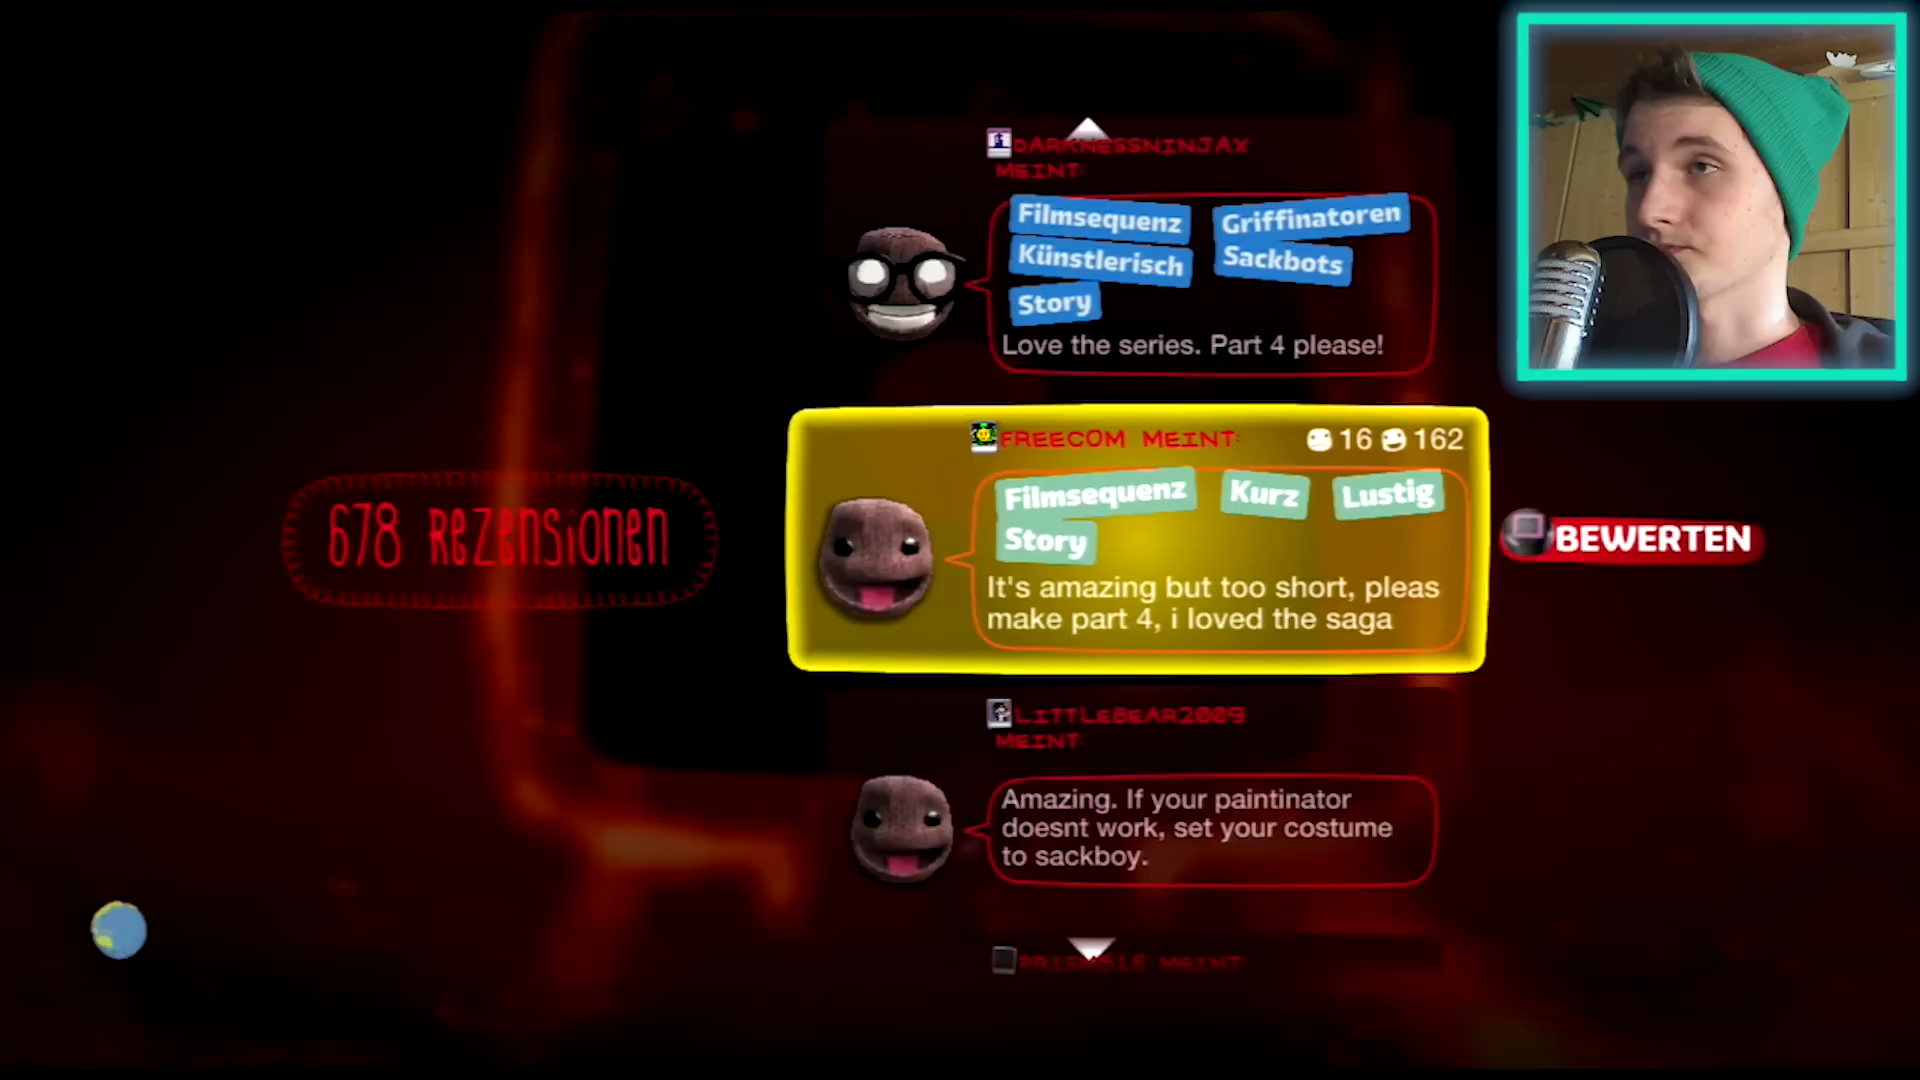 DARKNESSNINJAX
MEINT:
Filmsequenz Griffinatoren
Künstlerisch Sackbots
Story
Love the series. Part 4 please!
678 Rezensionen
FREECOM MEINT: 16 162
Filmsequenz Kurz Lustig
Story
It's amazing but too short, pleas
make part 4, i loved the saga
BEWERTEN
LITTLEBEAR2009
MEINT:
Amazing. If your paintinator
doesnt work, set your costume
to sackboy.
MEINT